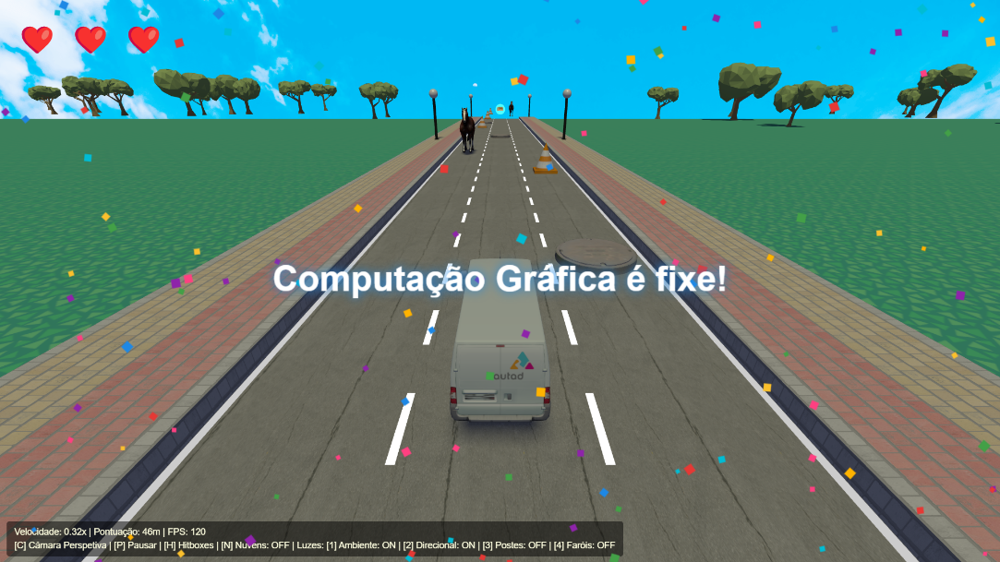 Computação Gráfica é fixe!
autad
Velocidade: 0.32x | Pontuação: 46m | FPS: 120
[C] Câmara Perspetiva | [P] Pausar | [H] Hitboxes | [N] Nuvens: OFF | Luzes: [1] Ambiente: ON | [2] Direcional: ON | [3] Postes: OFF | [4] Faróis: OFF